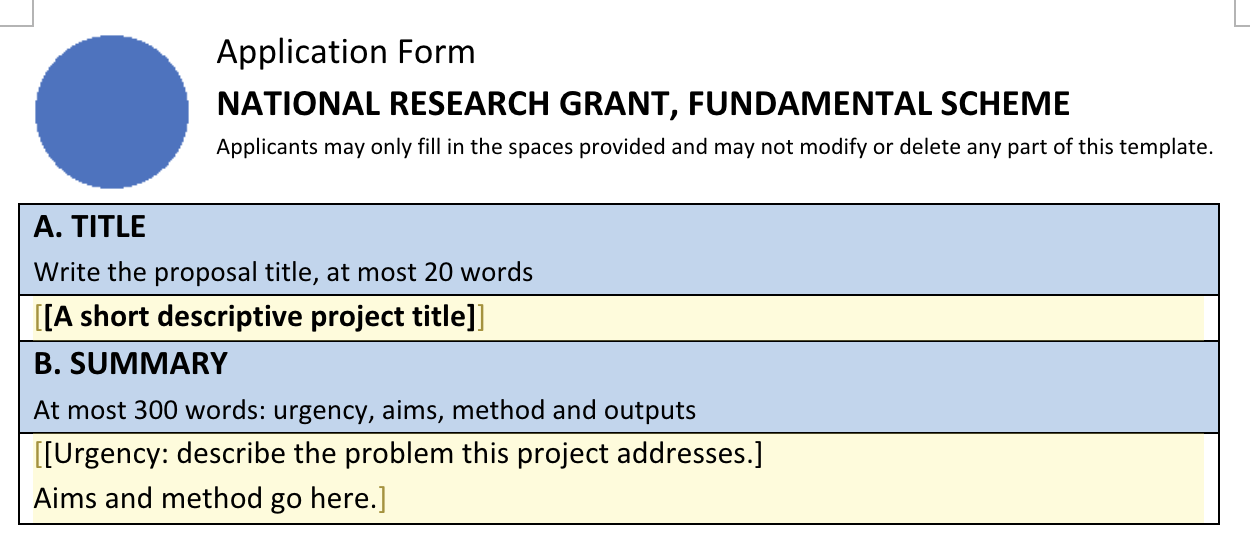 Application Form
NATIONAL RESEARCH GRANT, FUNDAMENTAL SCHEME
Applicants may only fill in the spaces provided and may not modify or delete any part of this template.
A. TITLE
Write the proposal title, at most 20 words
[[A short descriptive project title]]
B. SUMMARY
At most 300 words: urgency, aims, method and outputs
[[Urgency: describe the problem this project addresses.]
Aims and method go here.]